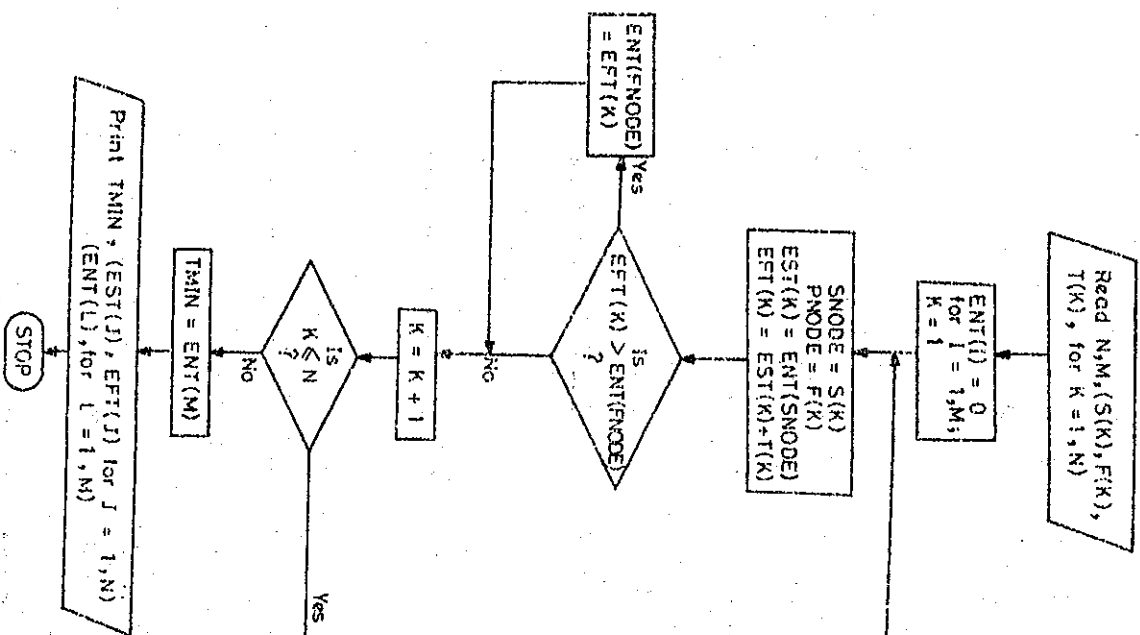 Read N,M,(S(K),F(K),
T(K), for K=1,N)
ENT(i) = 0
for I = 1,M;
K=1
SNODE = S(K)
PNODE = F(K)
EST(K) = ENT(SNODE)
EFT(K) = EST(K)+T(K)
is
EFT(K) > ENT(FNODE)
?
Yes
No
ENT(FNODE)
= EFT(K)
K = K + 1
is
K ⩽ N
?
Yes
No
TMIN = ENT(M)
Print TMIN, (EST(J), EFT(J) for J = 1,N)
(ENT(L), for L = 1,M)
STOP